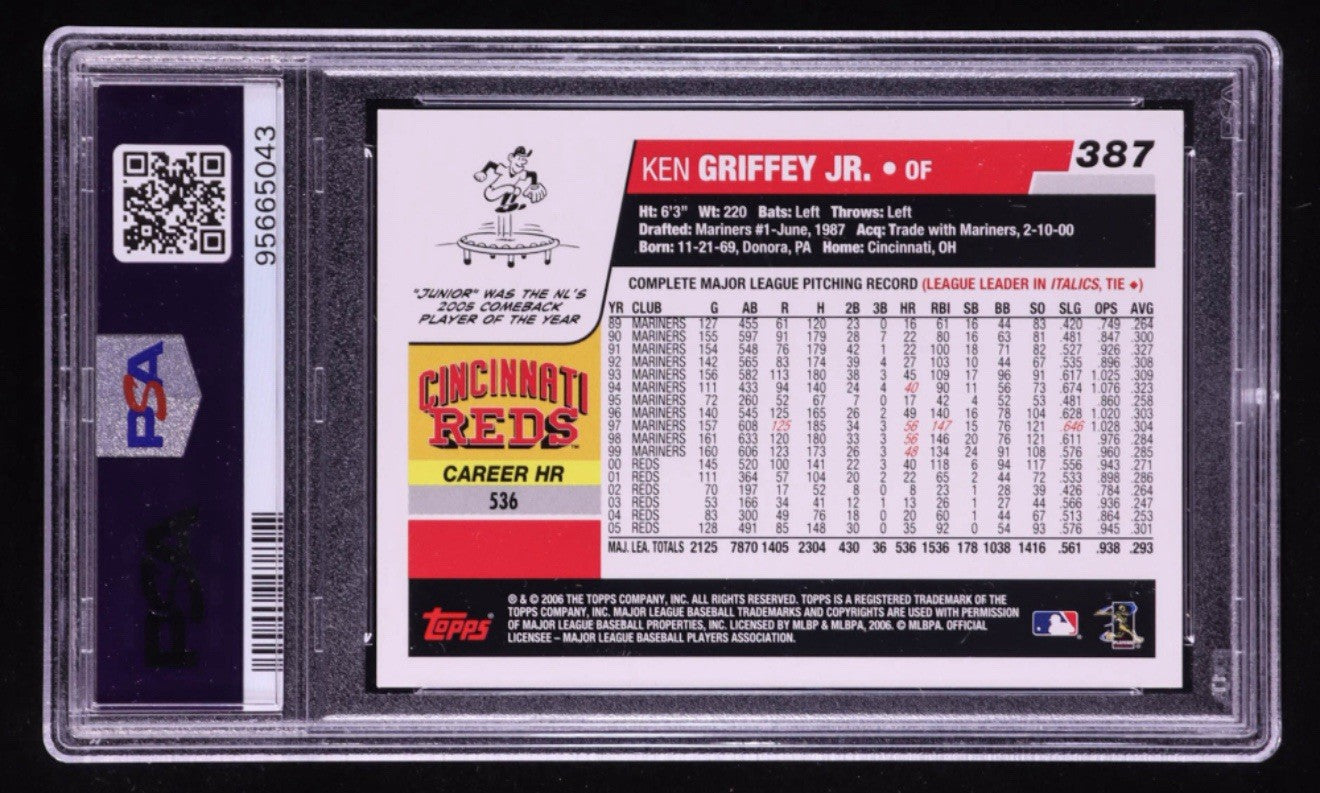 95665043
PSA
PSA
"JUNIOR" WAS THE NL'S
2005 COMEBACK
PLAYER OF THE YEAR
CINCINNATI
REDS
CAREER HR
536
387
KEN GRIFFEY JR. • OF
Ht: 6'3" Wt: 220 Bats: Left Throws: Left
Drafted: Mariners #1-June, 1987 Acq: Trade with Mariners, 2-10-00
Born: 11-21-69, Donora, PA Home: Cincinnati, OH
COMPLETE MAJOR LEAGUE PITCHING RECORD (LEAGUE LEADER IN ITALICS, TIE ♦)
YR CLUB G AB R H 2B 3B HR RBI SB BB SO SLG OPS AVG
89 MARINERS 127 455 61 120 23 0 16 61 16 44 83 .420 .749 .264
90 MARINERS 155 597 91 179 28 7 22 80 16 63 81 .481 .847 .300
91 MARINERS 154 548 76 179 42 1 22 100 18 71 82 .527 .926 .327
92 MARINERS 142 565 83 174 39 4 27 103 10 44 67 .535 .896 .308
93 MARINERS 156 582 113 180 38 3 45 109 17 96 91 .617 1.025 .309
94 MARINERS 111 433 94 140 24 4 40 90 11 56 73 .674 1.076 .323
95 MARINERS 72 260 52 67 7 0 17 42 4 52 53 .481 .860 .258
96 MARINERS 140 545 125 165 26 2 49 140 16 78 104 .628 1.020 .303
97 MARINERS 157 608 125 185 34 3 56 147 15 76 121 .646 1.028 .304
98 MARINERS 161 633 120 180 33 3 56 146 20 76 121 .611 .976 .284
99 MARINERS 160 606 123 173 26 3 48 134 24 91 108 .576 .960 .285
00 REDS 145 520 100 141 22 3 40 118 6 94 117 .556 .943 .271
01 REDS 111 364 57 104 20 2 22 65 2 44 72 .533 .898 .286
02 REDS 70 197 17 52 8 0 8 23 1 28 39 .426 .784 .264
03 REDS 53 166 34 41 12 1 13 26 1 27 44 .566 .936 .247
04 REDS 83 300 49 76 18 0 20 60 1 44 67 .513 .864 .253
05 REDS 128 491 85 148 30 0 35 92 0 54 93 .576 .945 .301
MAJ. LEA. TOTALS 2125 7870 1405 2304 430 36 536 1536 178 1038 1416 .561 .938 .293
Topps
® & © 2006 THE TOPPS COMPANY, INC. ALL RIGHTS RESERVED. TOPPS IS A REGISTERED TRADEMARK OF THE
TOPPS COMPANY, INC. MAJOR LEAGUE BASEBALL TRADEMARKS AND COPYRIGHTS ARE USED WITH PERMISSION
OF MAJOR LEAGUE BASEBALL PROPERTIES, INC. LICENSED BY MLBP & MLBPA, 2006. © MLBPA. OFFICIAL
LICENSEE – MAJOR LEAGUE BASEBALL PLAYERS ASSOCIATION.